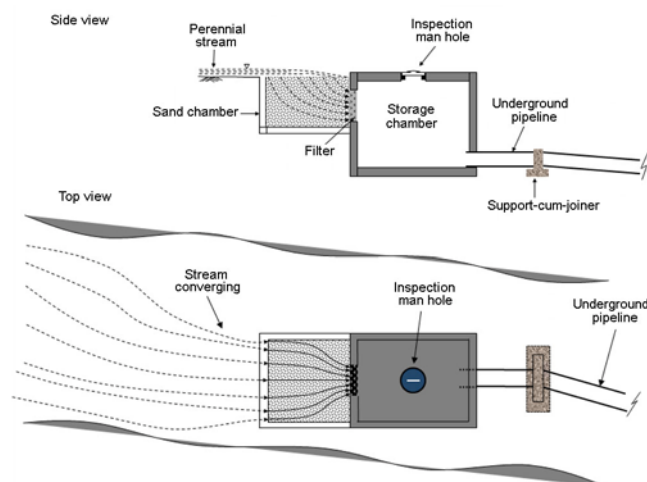 Side view
Perennial
stream
Inspection
man hole
Sand chamber
Storage
chamber
Underground
pipeline
Filter
Support-cum-joiner
Top view
Stream
converging
Inspection
man hole
Underground
pipeline